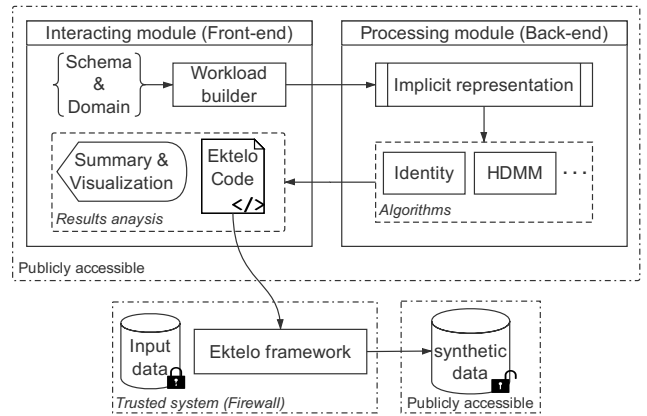 Interacting module (Front-end)
Schema
&
Domain
Workload
builder
Summary &
Visualization
Ektelo
Code
</>
Results anaysis
Processing module (Back-end)
Implicit representation
Identity
HDMM
...
Algorithms
Publicly accessible
Input
data
Ektelo framework
Trusted system (Firewall)
synthetic
data
Publicly accessible